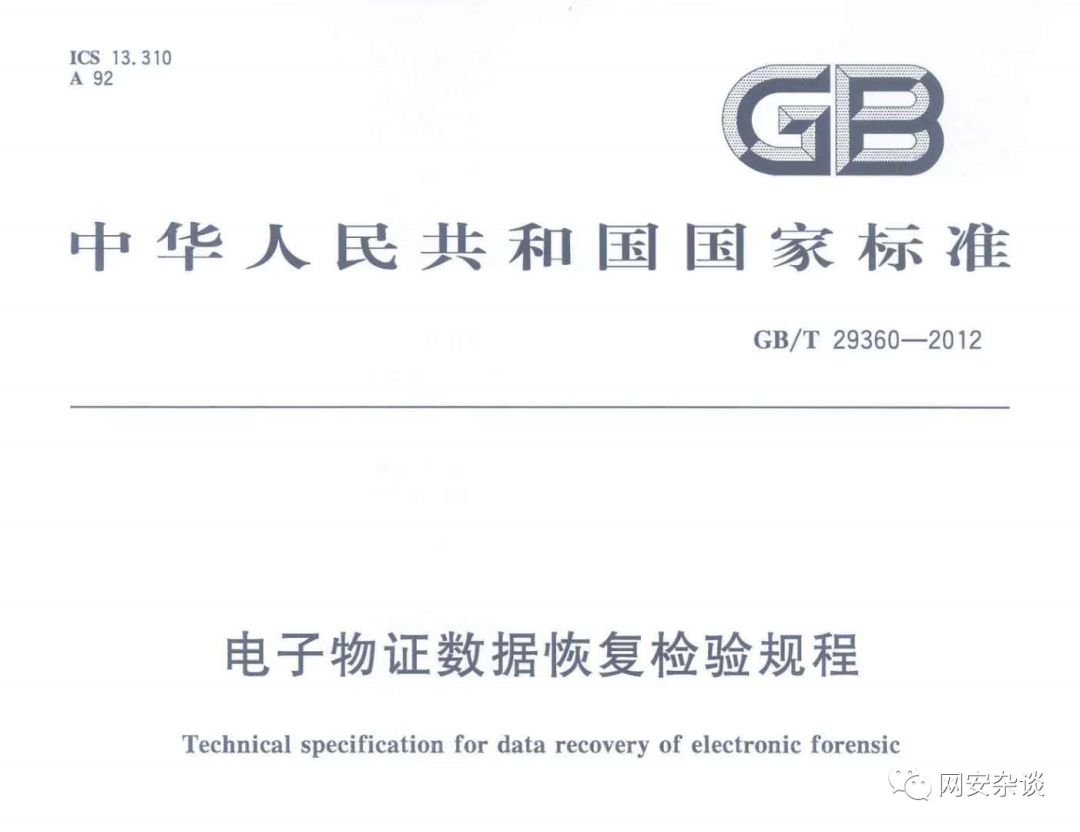 ICS 13.310
A 92
GB
中华人民共和国国家标准
GB/T 29360—2012
电子物证数据恢复检验规程
Technical specification for data recovery of electronic forensic
网安杂谈